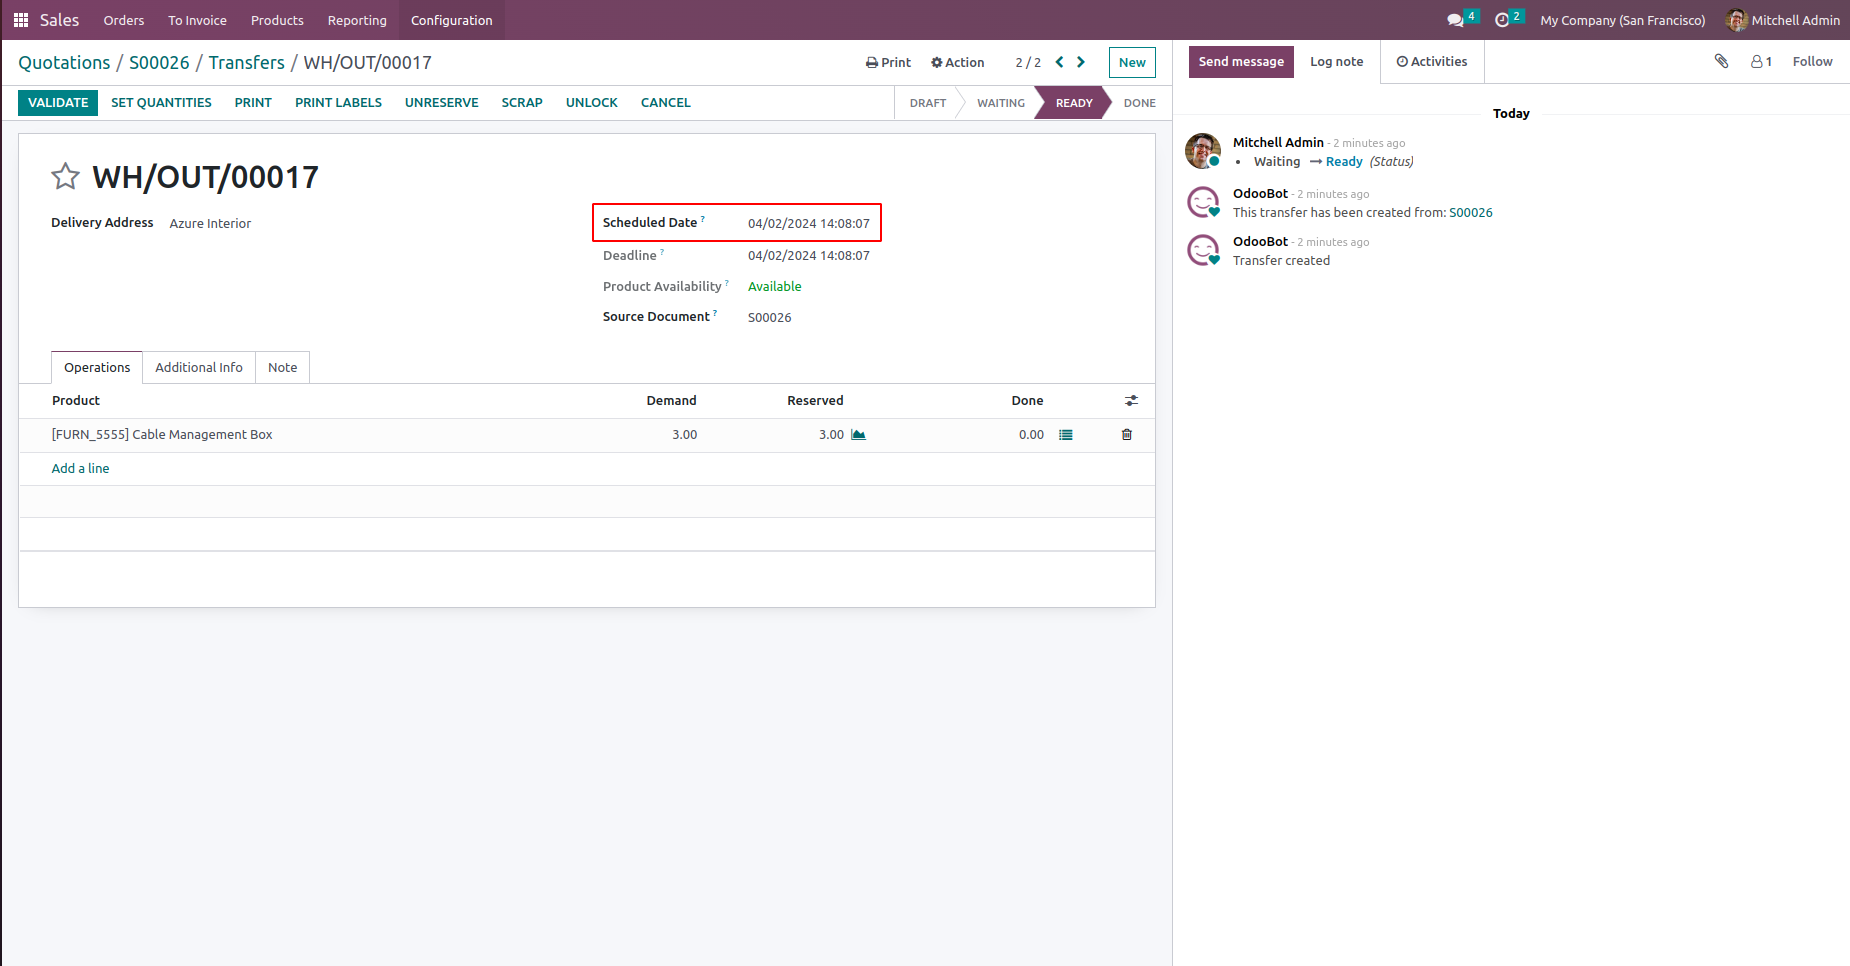 Sales Orders To Invoice Products Reporting Configuration 4 2 My Company (San Francisco) Mitchell Admin
Quotations / S00026 / Transfers / WH/OUT/00017 Print Action 2 / 2 New
Send message Log note Activities 1 Follow
VALIDATE SET QUANTITIES PRINT PRINT LABELS UNRESERVE SCRAP UNLOCK CANCEL DRAFT WAITING READY DONE
WH/OUT/00017
Delivery Address Azure Interior
Scheduled Date ? 04/02/2024 14:08:07
Deadline ? 04/02/2024 14:08:07
Product Availability ? Available
Source Document ? S00026
Operations Additional Info Note
Product Demand Reserved Done
[FURN_5555] Cable Management Box 3.00 3.00 0.00
Add a line
Today
Mitchell Admin - 2 minutes ago
• Waiting → Ready (Status)
OdooBot - 2 minutes ago
This transfer has been created from: S00026
OdooBot - 2 minutes ago
Transfer created